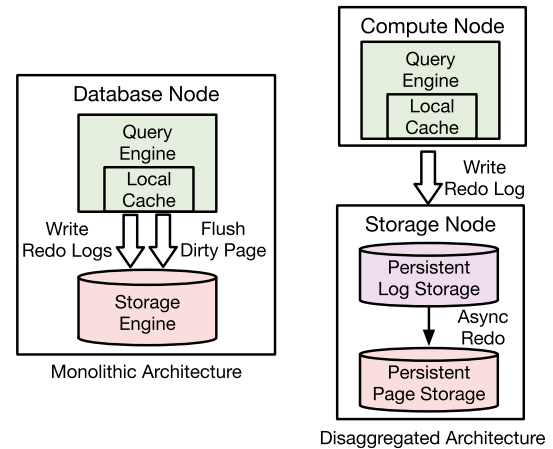 Database Node
Query
Engine
Local
Cache
Write
Redo Logs
Flush
Dirty Page
Storage
Engine
Monolithic Architecture
Compute Node
Query
Engine
Local
Cache
Write
Redo Log
Storage Node
Persistent
Log Storage
Async
Redo
Persistent
Page Storage
Disaggregated Architecture